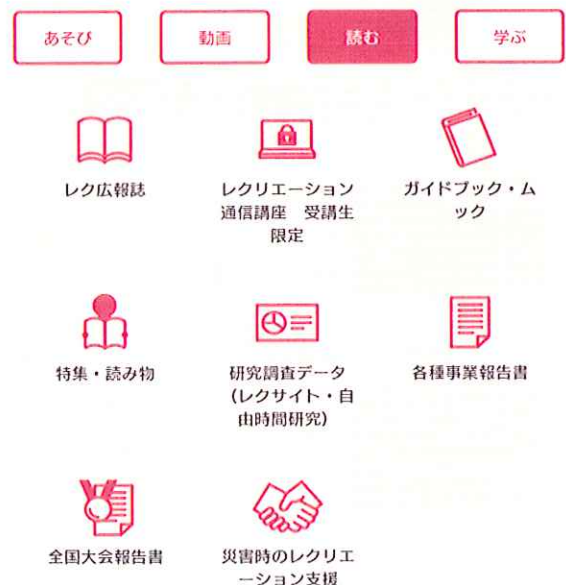 あそび
動画
読む
学ぶ
レク広報誌
レクリエーション
通信講座　受講生
限定
ガイドブック・ム
ック
特集・読み物
研究調査データ
（レクサイト・自
由時間研究）
各種事業報告書
全国大会報告書
災害時のレクリエ
ーション支援